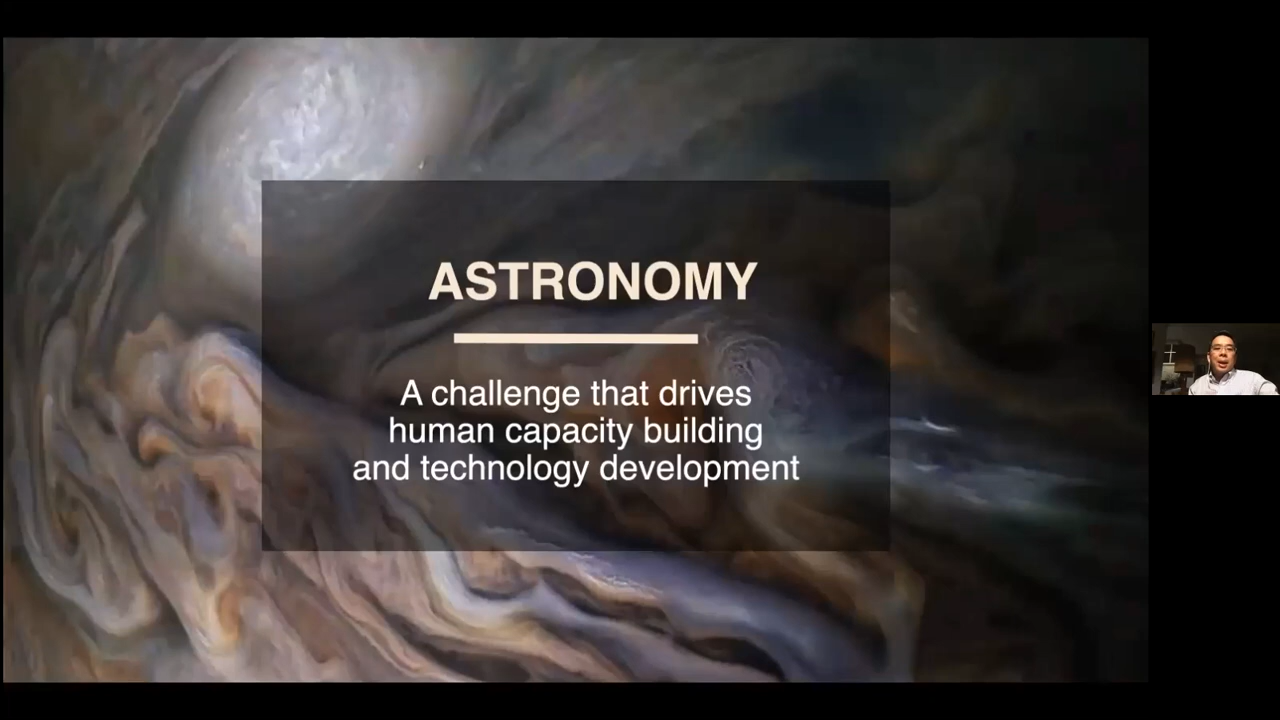 ASTRONOMY
A challenge that drives
human capacity building
and technology development